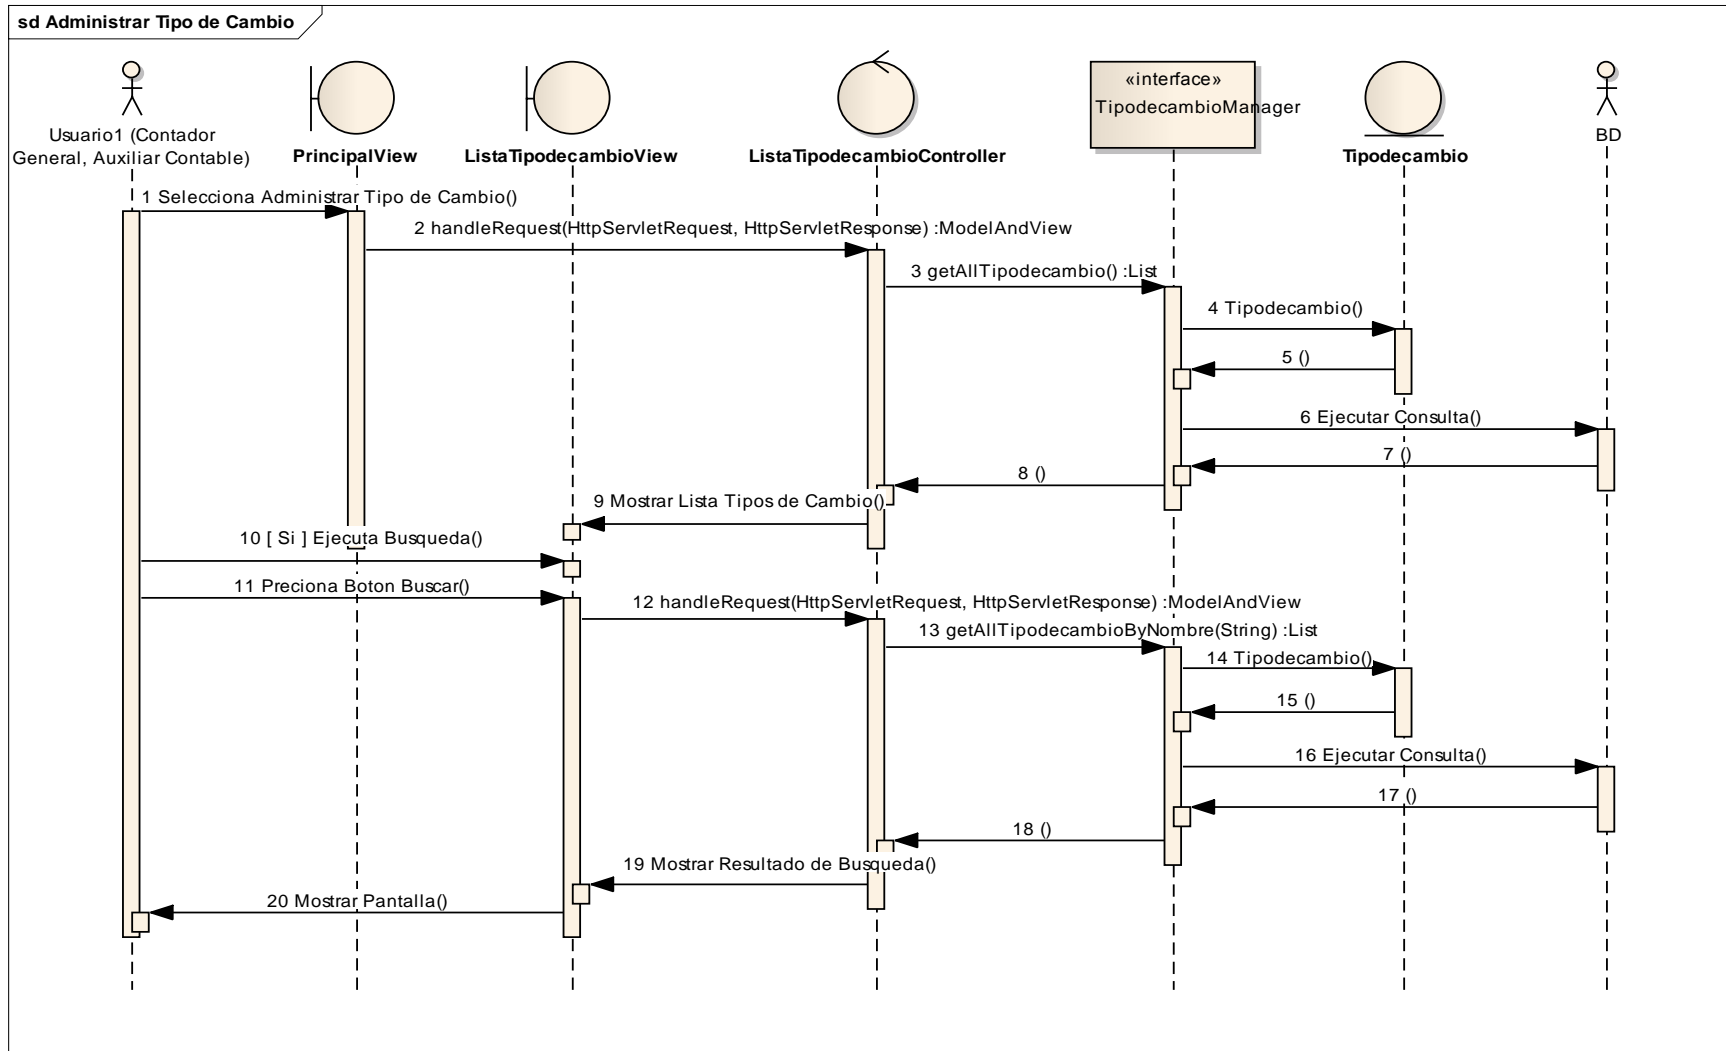 sd Administrar Tipo de Cambio
Usuario1 (Contador
General, Auxiliar Contable)
PrincipalView
ListaTipodecambioView
ListaTipodecambioController
«interface»
TipodecambioManager
Tipodecambio
BD
1 Selecciona Administrar Tipo de Cambio()
2 handleRequest(HttpServletRequest, HttpServletResponse) :ModelAndView
3 getAllTipodecambio() :List
4 Tipodecambio()
5 ()
6 Ejecutar Consulta()
7 ()
8 ()
9 Mostrar Lista Tipos de Cambio()
10 [ Si ] Ejecuta Busqueda()
11 Preciona Boton Buscar()
12 handleRequest(HttpServletRequest, HttpServletResponse) :ModelAndView
13 getAllTipodecambioByNombre(String) :List
14 Tipodecambio()
15 ()
16 Ejecutar Consulta()
17 ()
18 ()
19 Mostrar Resultado de Busqueda()
20 Mostrar Pantalla()